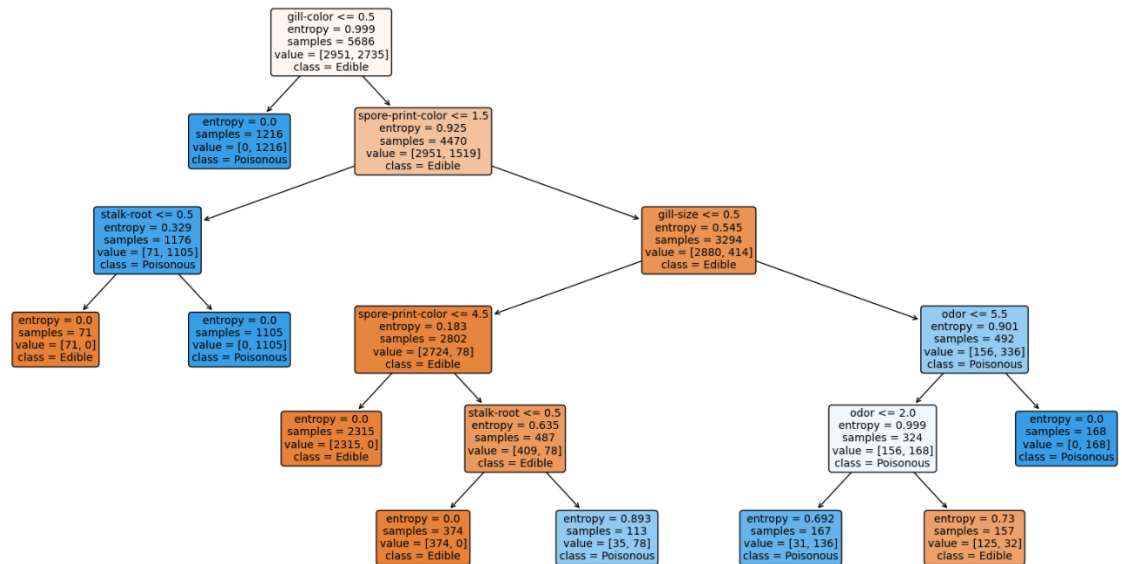 gill-color <= 0.5
entropy = 0.999
samples = 5686
value = [2951, 2735]
class = Edible
entropy = 0.0
samples = 1216
value = [0, 1216]
class = Poisonous
spore-print-color <= 1.5
entropy = 0.925
samples = 4470
value = [2951, 1519]
class = Edible
stalk-root <= 0.5
entropy = 0.329
samples = 1176
value = [71, 1105]
class = Poisonous
gill-size <= 0.5
entropy = 0.545
samples = 3294
value = [2880, 414]
class = Edible
entropy = 0.0
samples = 71
value = [71, 0]
class = Edible
entropy = 0.0
samples = 1105
value = [0, 1105]
class = Poisonous
spore-print-color <= 4.5
entropy = 0.183
samples = 2802
value = [2724, 78]
class = Edible
odor <= 5.5
entropy = 0.901
samples = 492
value = [156, 336]
class = Poisonous
entropy = 0.0
samples = 2315
value = [2315, 0]
class = Edible
stalk-root <= 0.5
entropy = 0.635
samples = 487
value = [409, 78]
class = Edible
odor <= 2.0
entropy = 0.999
samples = 324
value = [156, 168]
class = Poisonous
entropy = 0.0
samples = 168
value = [0, 168]
class = Poisonous
entropy = 0.0
samples = 374
value = [374, 0]
class = Edible
entropy = 0.893
samples = 113
value = [35, 78]
class = Poisonous
entropy = 0.692
samples = 167
value = [31, 136]
class = Poisonous
entropy = 0.73
samples = 157
value = [125, 32]
class = Edible